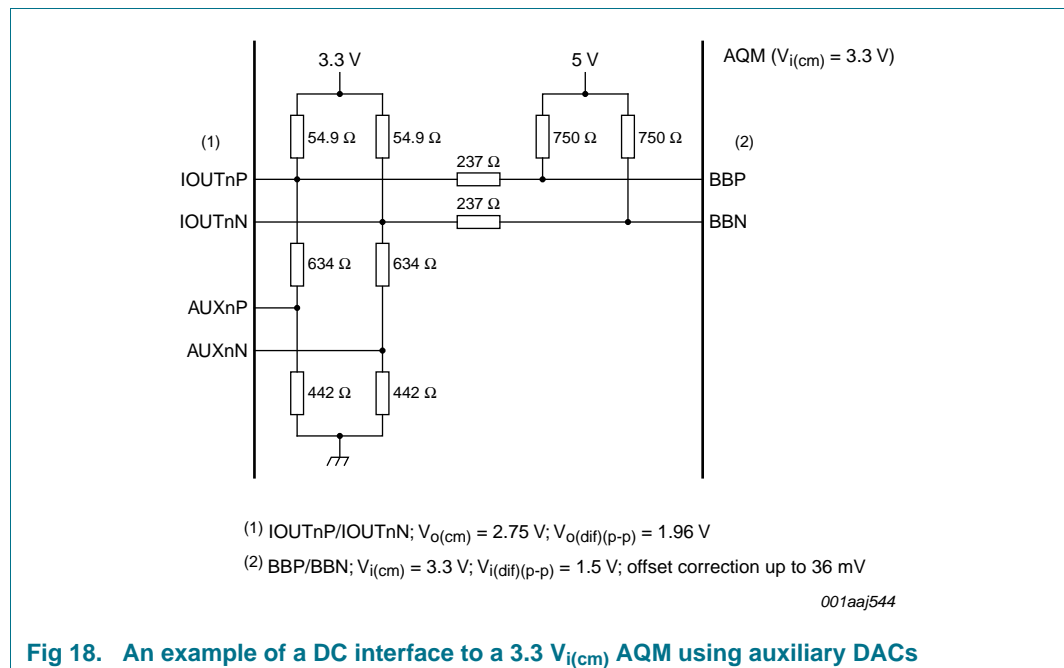 3.3 V 5 V AQM (Vi(cm) = 3.3 V)
54.9 Ω 54.9 Ω 750 Ω 750 Ω
(1) (2)
237 Ω
IOUTnP BBP
237 Ω
IOUTnN BBN
634 Ω 634 Ω
AUXnP
AUXnN
442 Ω 442 Ω
(1) IOUTnP/IOUTnN; Vo(cm) = 2.75 V; Vo(dif)(p-p) = 1.96 V
(2) BBP/BBN; Vi(cm) = 3.3 V; Vi(dif)(p-p) = 1.5 V; offset correction up to 36 mV
001aaj544
Fig 18. An example of a DC interface to a 3.3 Vi(cm) AQM using auxiliary DACs